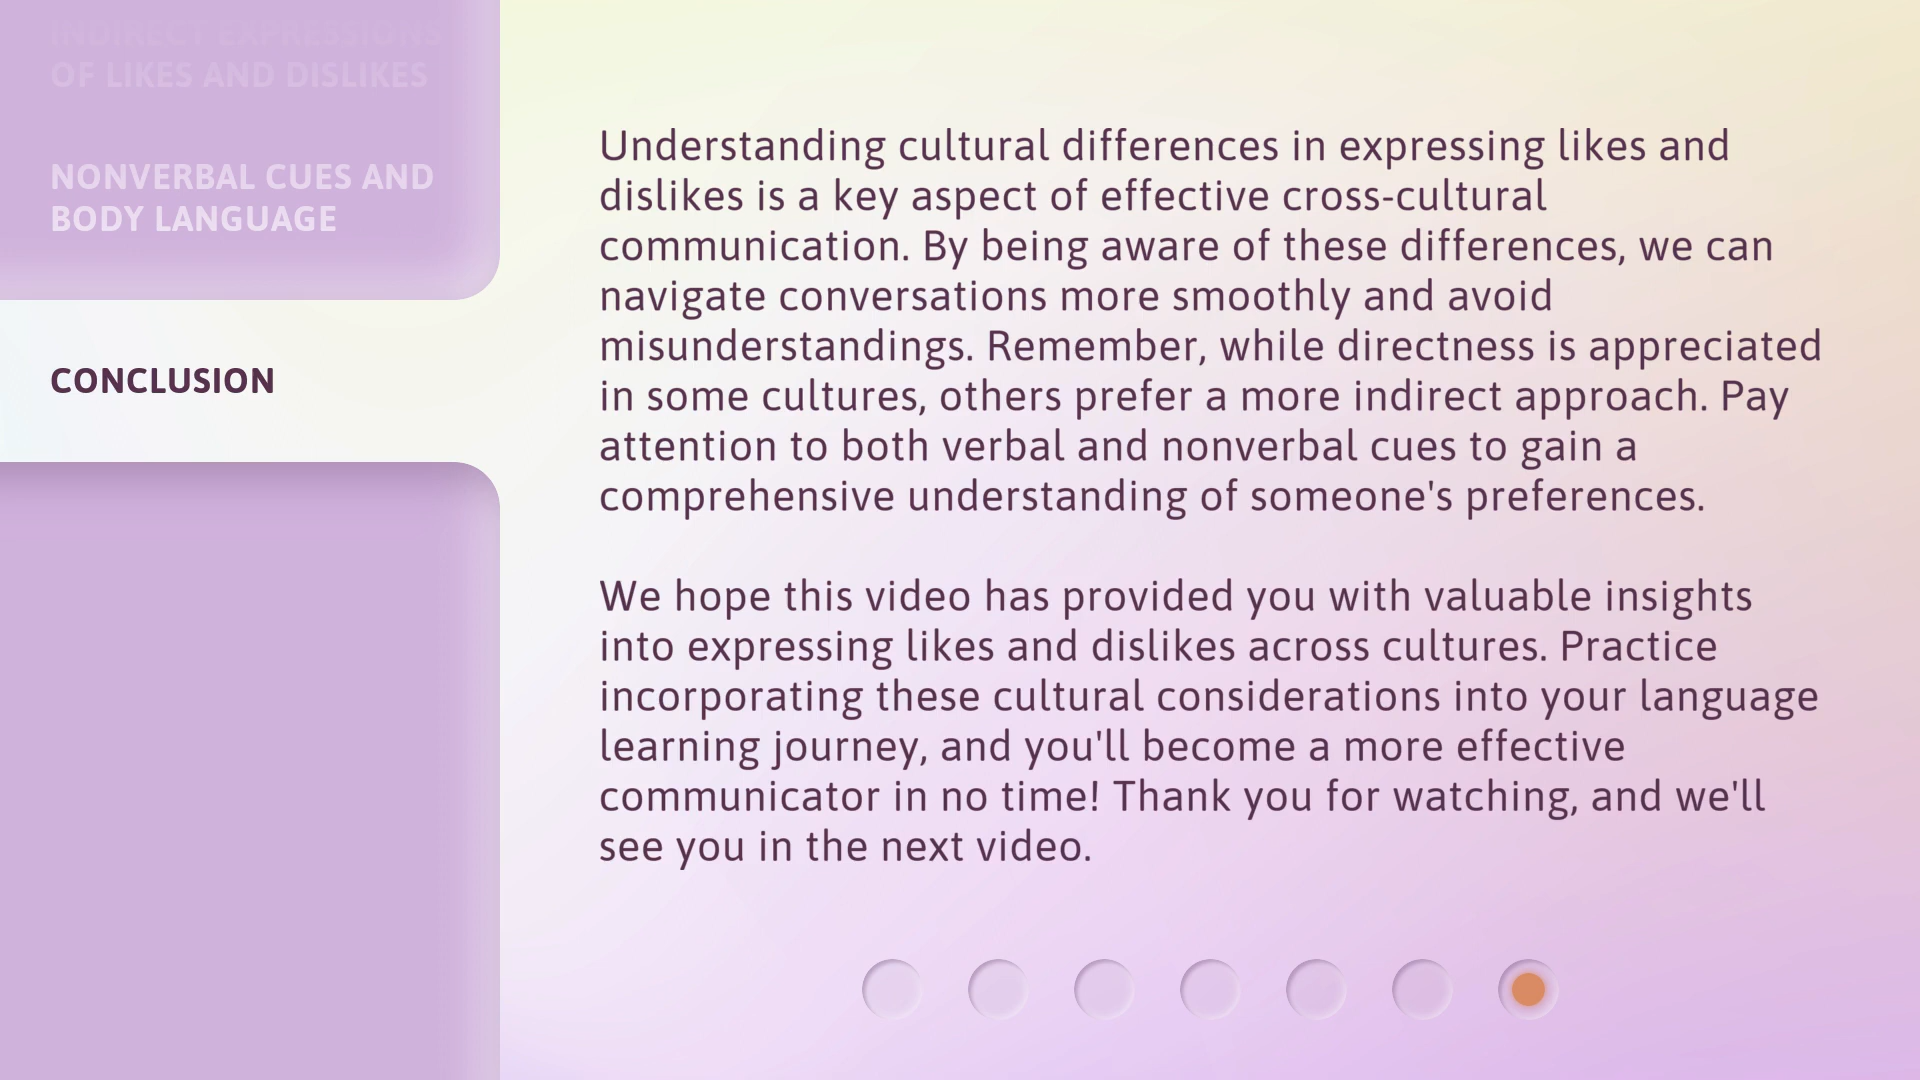 INDIRECT EXPRESSIONS
OF LIKES AND DISLIKES
NONVERBAL CUES AND
BODY LANGUAGE
CONCLUSION
Understanding cultural differences in expressing likes and
dislikes is a key aspect of effective cross-cultural
communication. By being aware of these differences, we can
navigate conversations more smoothly and avoid
misunderstandings. Remember, while directness is appreciated
in some cultures, others prefer a more indirect approach. Pay
attention to both verbal and nonverbal cues to gain a
comprehensive understanding of someone's preferences.
We hope this video has provided you with valuable insights
into expressing likes and dislikes across cultures. Practice
incorporating these cultural considerations into your language
learning journey, and you'll become a more effective
communicator in no time! Thank you for watching, and we'll
see you in the next video.